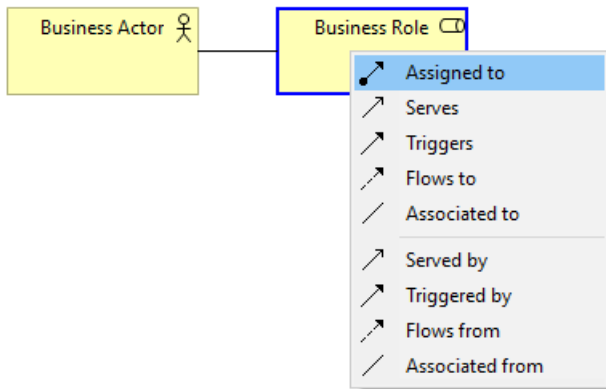 Business Actor
Business Role
Assigned to
Serves
Triggers
Flows to
Associated to
Served by
Triggered by
Flows from
Associated from